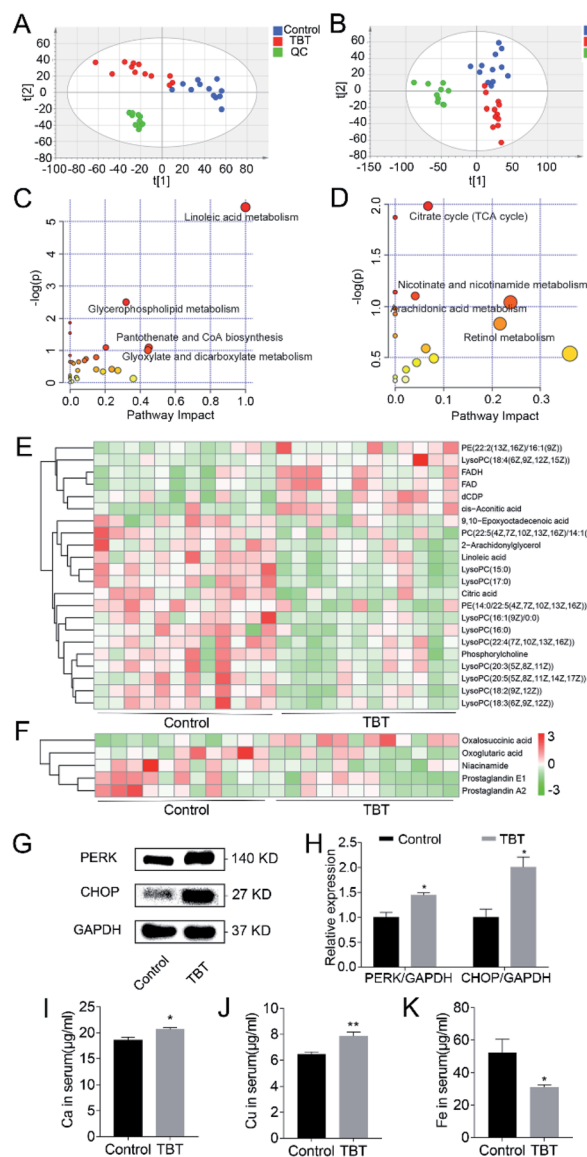 A
Control
TBT
QC
60
40
20
0
-20
-40
-60
-80
-80
-40
-20
0
20
40
60
80
t[2]
t[1]
B
60
40
20
0
-20
-40
-60
-80
-150
-100
-50
0
50
100
t[2]
t[1]
C
Linoleic acid metabolism
Glycerophospholipid metabolism
Pantothenate and CoA biosynthesis
Glyoxylate and dicarboxylate metabolism
-log(p)
5
4
3
2
1
0
0.0
0.2
0.4
0.6
0.8
1.0
Pathway Impact
D
Citrate cycle (TCA cycle)
Nicotinate and nicotinamide metabolism
Arachidonic acid metabolism
Retinol metabolism
-log(p)
2.0
1.5
1.0
0.5
0.0
0.1
0.2
0.3
Pathway Impact
E
PE(22:2(13Z,16Z)/16:1(9Z))
LysoPC(18:4(6Z,9Z,12Z,15Z))
FADH
FAD
dCDP
cis-Aconitic acid
9,10-Epoxyoctadecenoic acid
PC(22:5(4Z,7Z,10Z,13Z,16Z)/14:1(
2-Arachidonylglycerol
Linoleic acid
LysoPC(15:0)
LysoPC(17:0)
Citric acid
PE(14:0/22:5(4Z,7Z,10Z,13Z,16Z))
LysoPC(16:1(9Z)/0:0)
LysoPC(16:0)
LysoPC(22:4(7Z,10Z,13Z,16Z)
Phosphorylcholine
LysoPC(20:3(5Z,8Z,11Z))
LysoPC(20:5(5Z,8Z,11Z,14Z,17Z))
LysoPC(18:2(9Z,12Z))
LysoPC(18:3(6Z,9Z,12Z))
Control
TBT
F
Oxalosuccinic acid
Oxoglutaric acid
Niacinamide
Prostaglandin E1
Prostaglandin A2
Control
TBT
3
0
-3
G
PERK
140 KD
CHOP
27 KD
GAPDH
37 KD
Control
TBT
H
Control
TBT
Relative expression
2.5
2.0
1.5
1.0
0.5
0.0
*
*
PERK/GAPDH
CHOP/GAPDH
I
Ca in serum(μg/ml)
25
20
15
10
5
0
*
Control
TBT
J
Cu in serum(μg/ml)
10
8
6
4
2
0
**
Control
TBT
K
Fe in serum(μg/ml)
80
60
40
20
0
*
Control
TBT